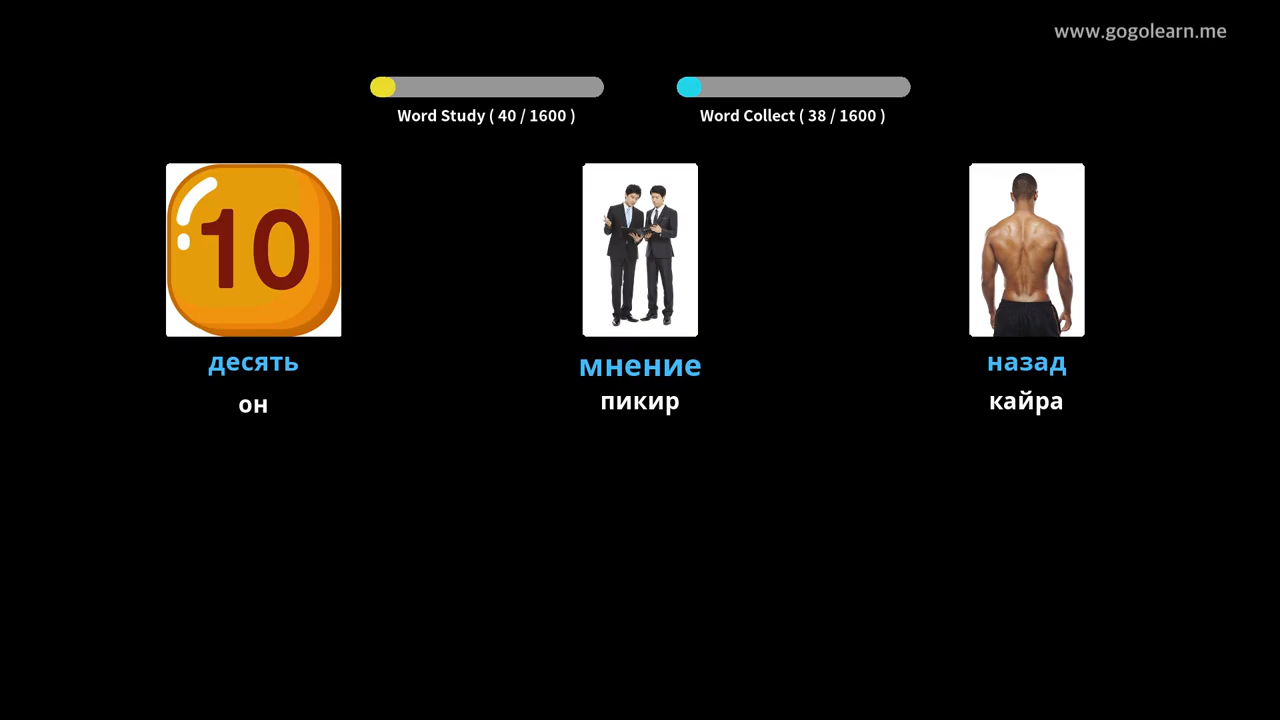 www.gogolearn.me
Word Study ( 40 / 1600 )
Word Collect ( 38 / 1600 )
10
десять
мнение
назад
он
пикир
кайра